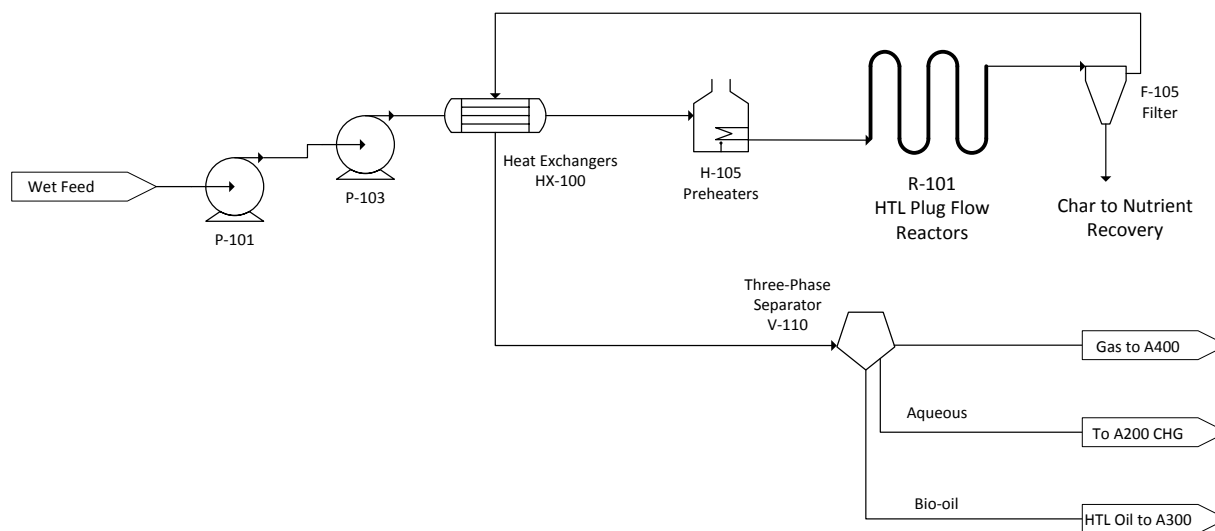 Wet Feed
P-101
P-103
Heat Exchangers
HX-100
H-105
Preheaters
R-101
HTL Plug Flow
Reactors
F-105
Filter
Char to Nutrient
Recovery
Three-Phase
Separator
V-110
Gas to A400
Aqueous
To A200 CHG
Bio-oil
HTL Oil to A300